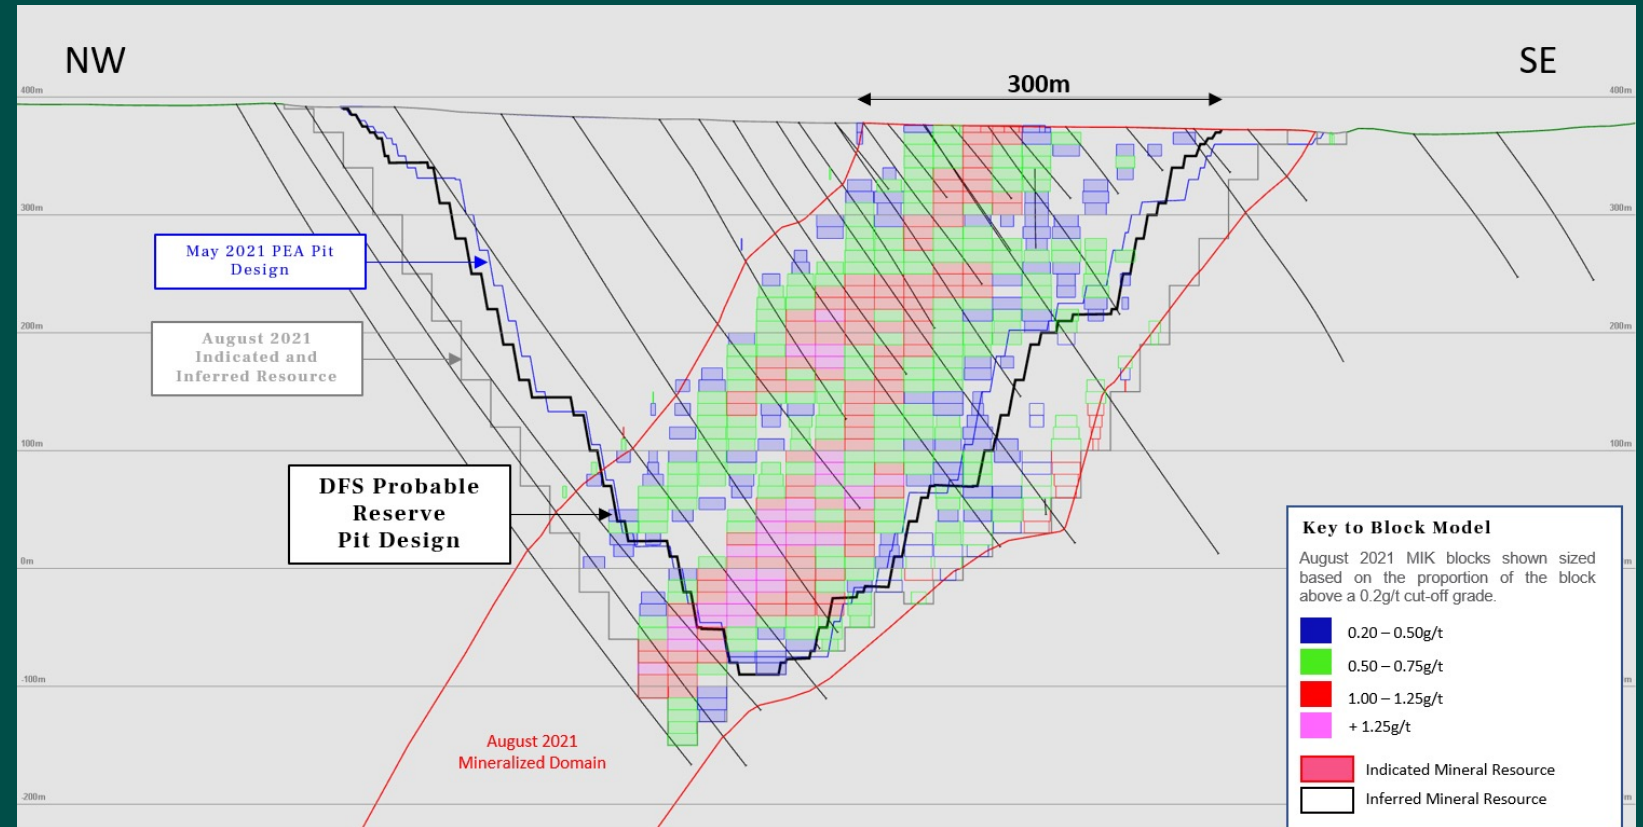 NW
SE
300m
400m
400m
300m
300m
200m
200m
100m
100m
0m
m
-100m
m
-200m
m
May 2021 PEA Pit
Design
August 2021
Indicated and
Inferred Resource
DFS Probable
Reserve
Pit Design
August 2021
Mineralized Domain
Key to Block Model
August 2021 MIK blocks shown sized
based on the proportion of the block
above a 0.2g/t cut-off grade.
0.20 – 0.50g/t
0.50 – 0.75g/t
1.00 – 1.25g/t
+ 1.25g/t
Indicated Mineral Resource
Inferred Mineral Resource